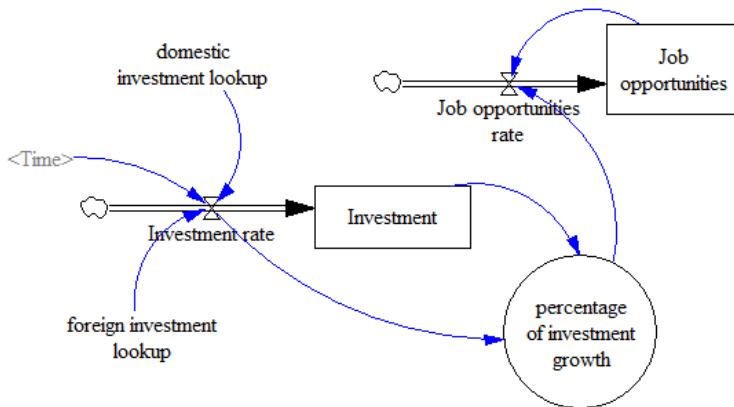 domestic
investment lookup
Job
opportunities
Job opportunities
rate
<Time>
Investment
Investment rate
foreign investment
lookup
percentage
of investment
growth